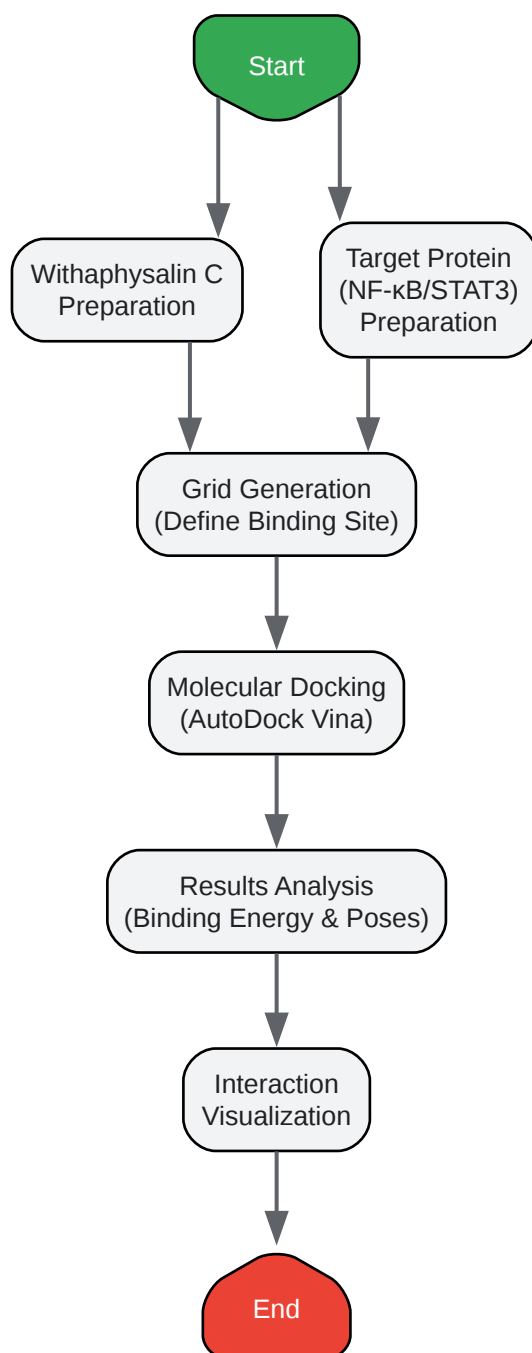 Start
Withaphysalin C
Preparation
Target Protein
(NF-κB/STAT3)
Preparation
Grid Generation
(Define Binding Site)
Molecular Docking
(AutoDock Vina)
Results Analysis
(Binding Energy & Poses)
Interaction
Visualization
End